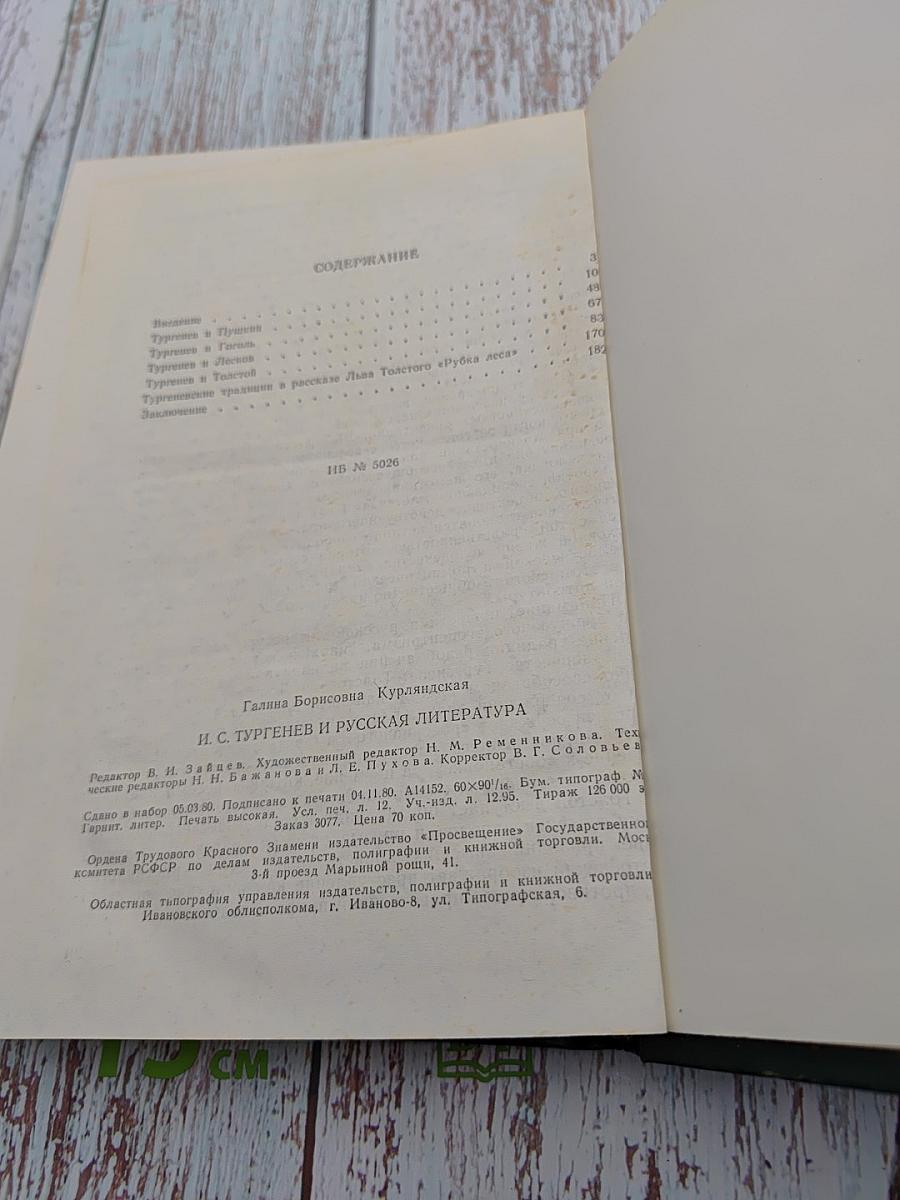 СОДЕРЖАНИЕ
Введение 3
Тургенев и Пушкин 10
Тургенев и Гоголь 48
Тургенев и Лесков 67
Тургенев и Толстой 83
Тургеневские традиции в рассказе Льва Толстого «Рубка леса» 170
Заключение 182
ИБ № 5026
Галина Борисовна Курляндская
И. С. ТУРГЕНЕВ И РУССКАЯ ЛИТЕРАТУРА
Редактор В. И. Зайцев. Художественный редактор Н. М. Ременникова. Тех
ческие редакторы Н. Н. Бажанова и Л. Е. Пухова. Корректор В. Г. Соловьев
Сдано в набор 05.03.80. Подписано к печати 04.11.80. А14152. 60×90¹/₁₆. Бум. типограф №
Гарнит. литер. Печать высокая. Усл. печ. л. 12. Уч.-изд. л. 12.95. Тираж 126 000 э
Заказ 3077. Цена 70 коп.
Ордена Трудового Красного Знамени издательство «Просвещение» Государственног
комитета РСФСР по делам издательств, полиграфии и книжной торговли. Моск
3-й проезд Марьиной рощи, 41.
Областная типография управления издательств, полиграфии и книжной торговли
Ивановского облисполкома, г. Иваново-8, ул. Типографская, 6.
15 см